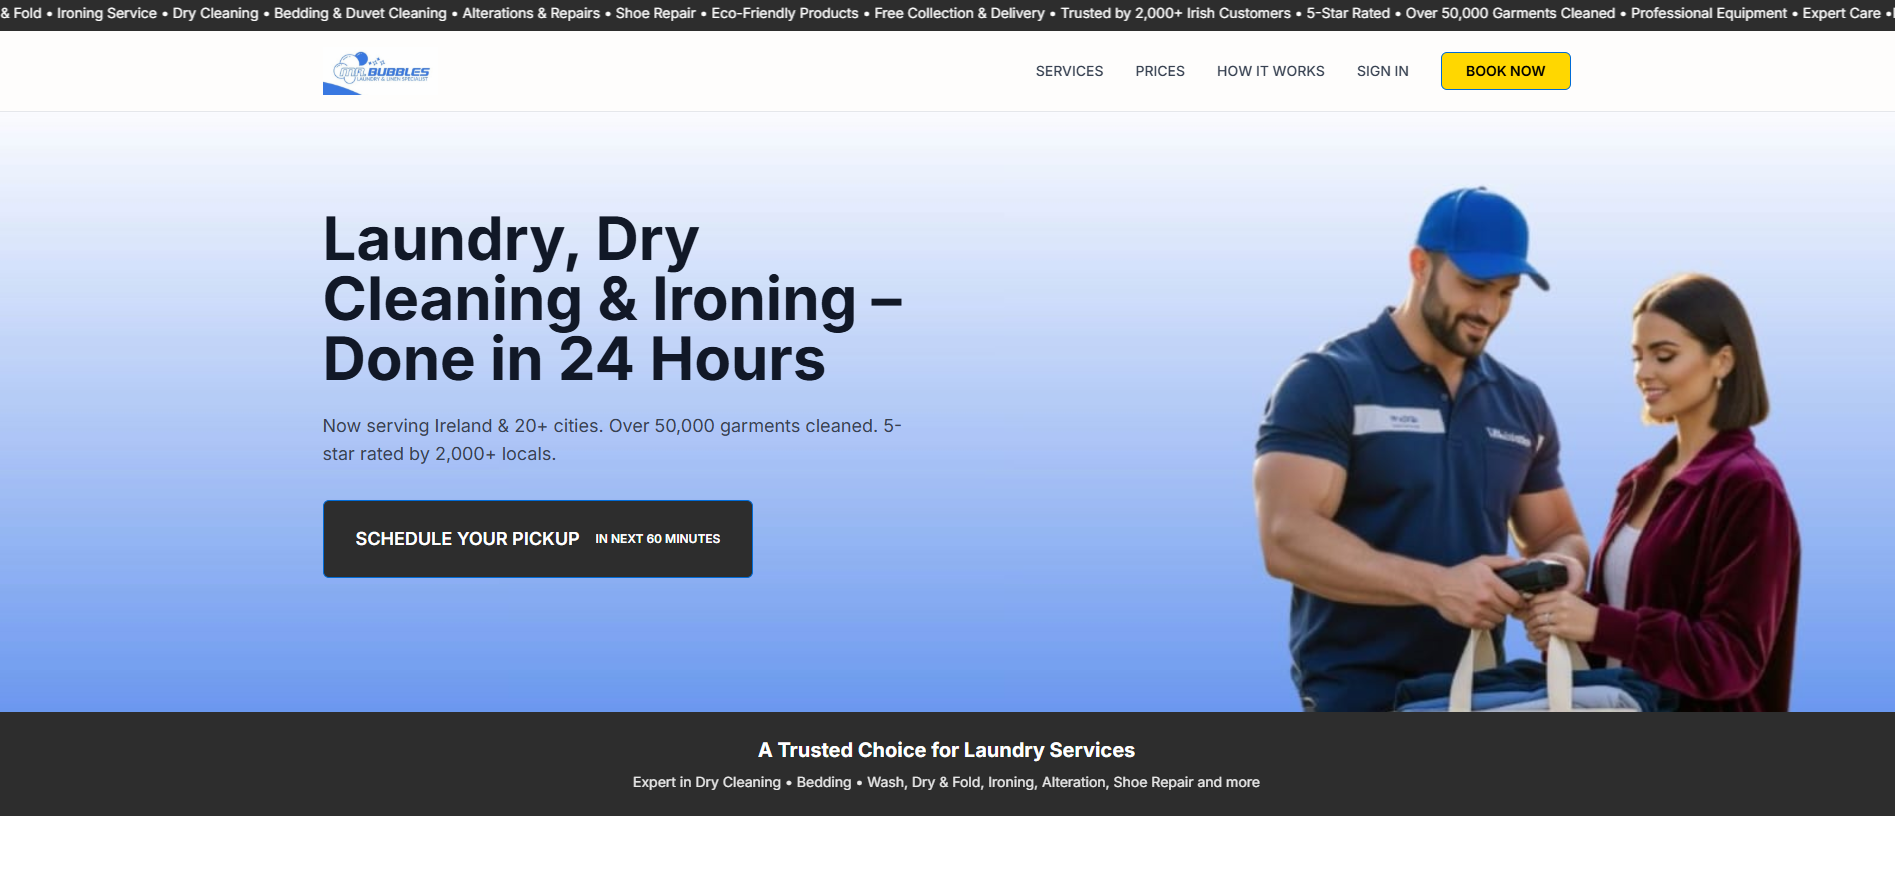 & Fold • Ironing Service • Dry Cleaning • Bedding & Duvet Cleaning • Alterations & Repairs • Shoe Repair • Eco-Friendly Products • Free Collection & Delivery • Trusted by 2,000+ Irish Customers • 5-Star Rated • Over 50,000 Garments Cleaned • Professional Equipment • Expert Care •
MR.BUBBLES
LAUNDRY & LINEN SPECIALIST
SERVICES PRICES HOW IT WORKS SIGN IN BOOK NOW
Laundry, Dry
Cleaning & Ironing –
Done in 24 Hours
Now serving Ireland & 20+ cities. Over 50,000 garments cleaned. 5-
star rated by 2,000+ locals.
SCHEDULE YOUR PICKUP IN NEXT 60 MINUTES
A Trusted Choice for Laundry Services
Expert in Dry Cleaning • Bedding • Wash, Dry & Fold, Ironing, Alteration, Shoe Repair and more